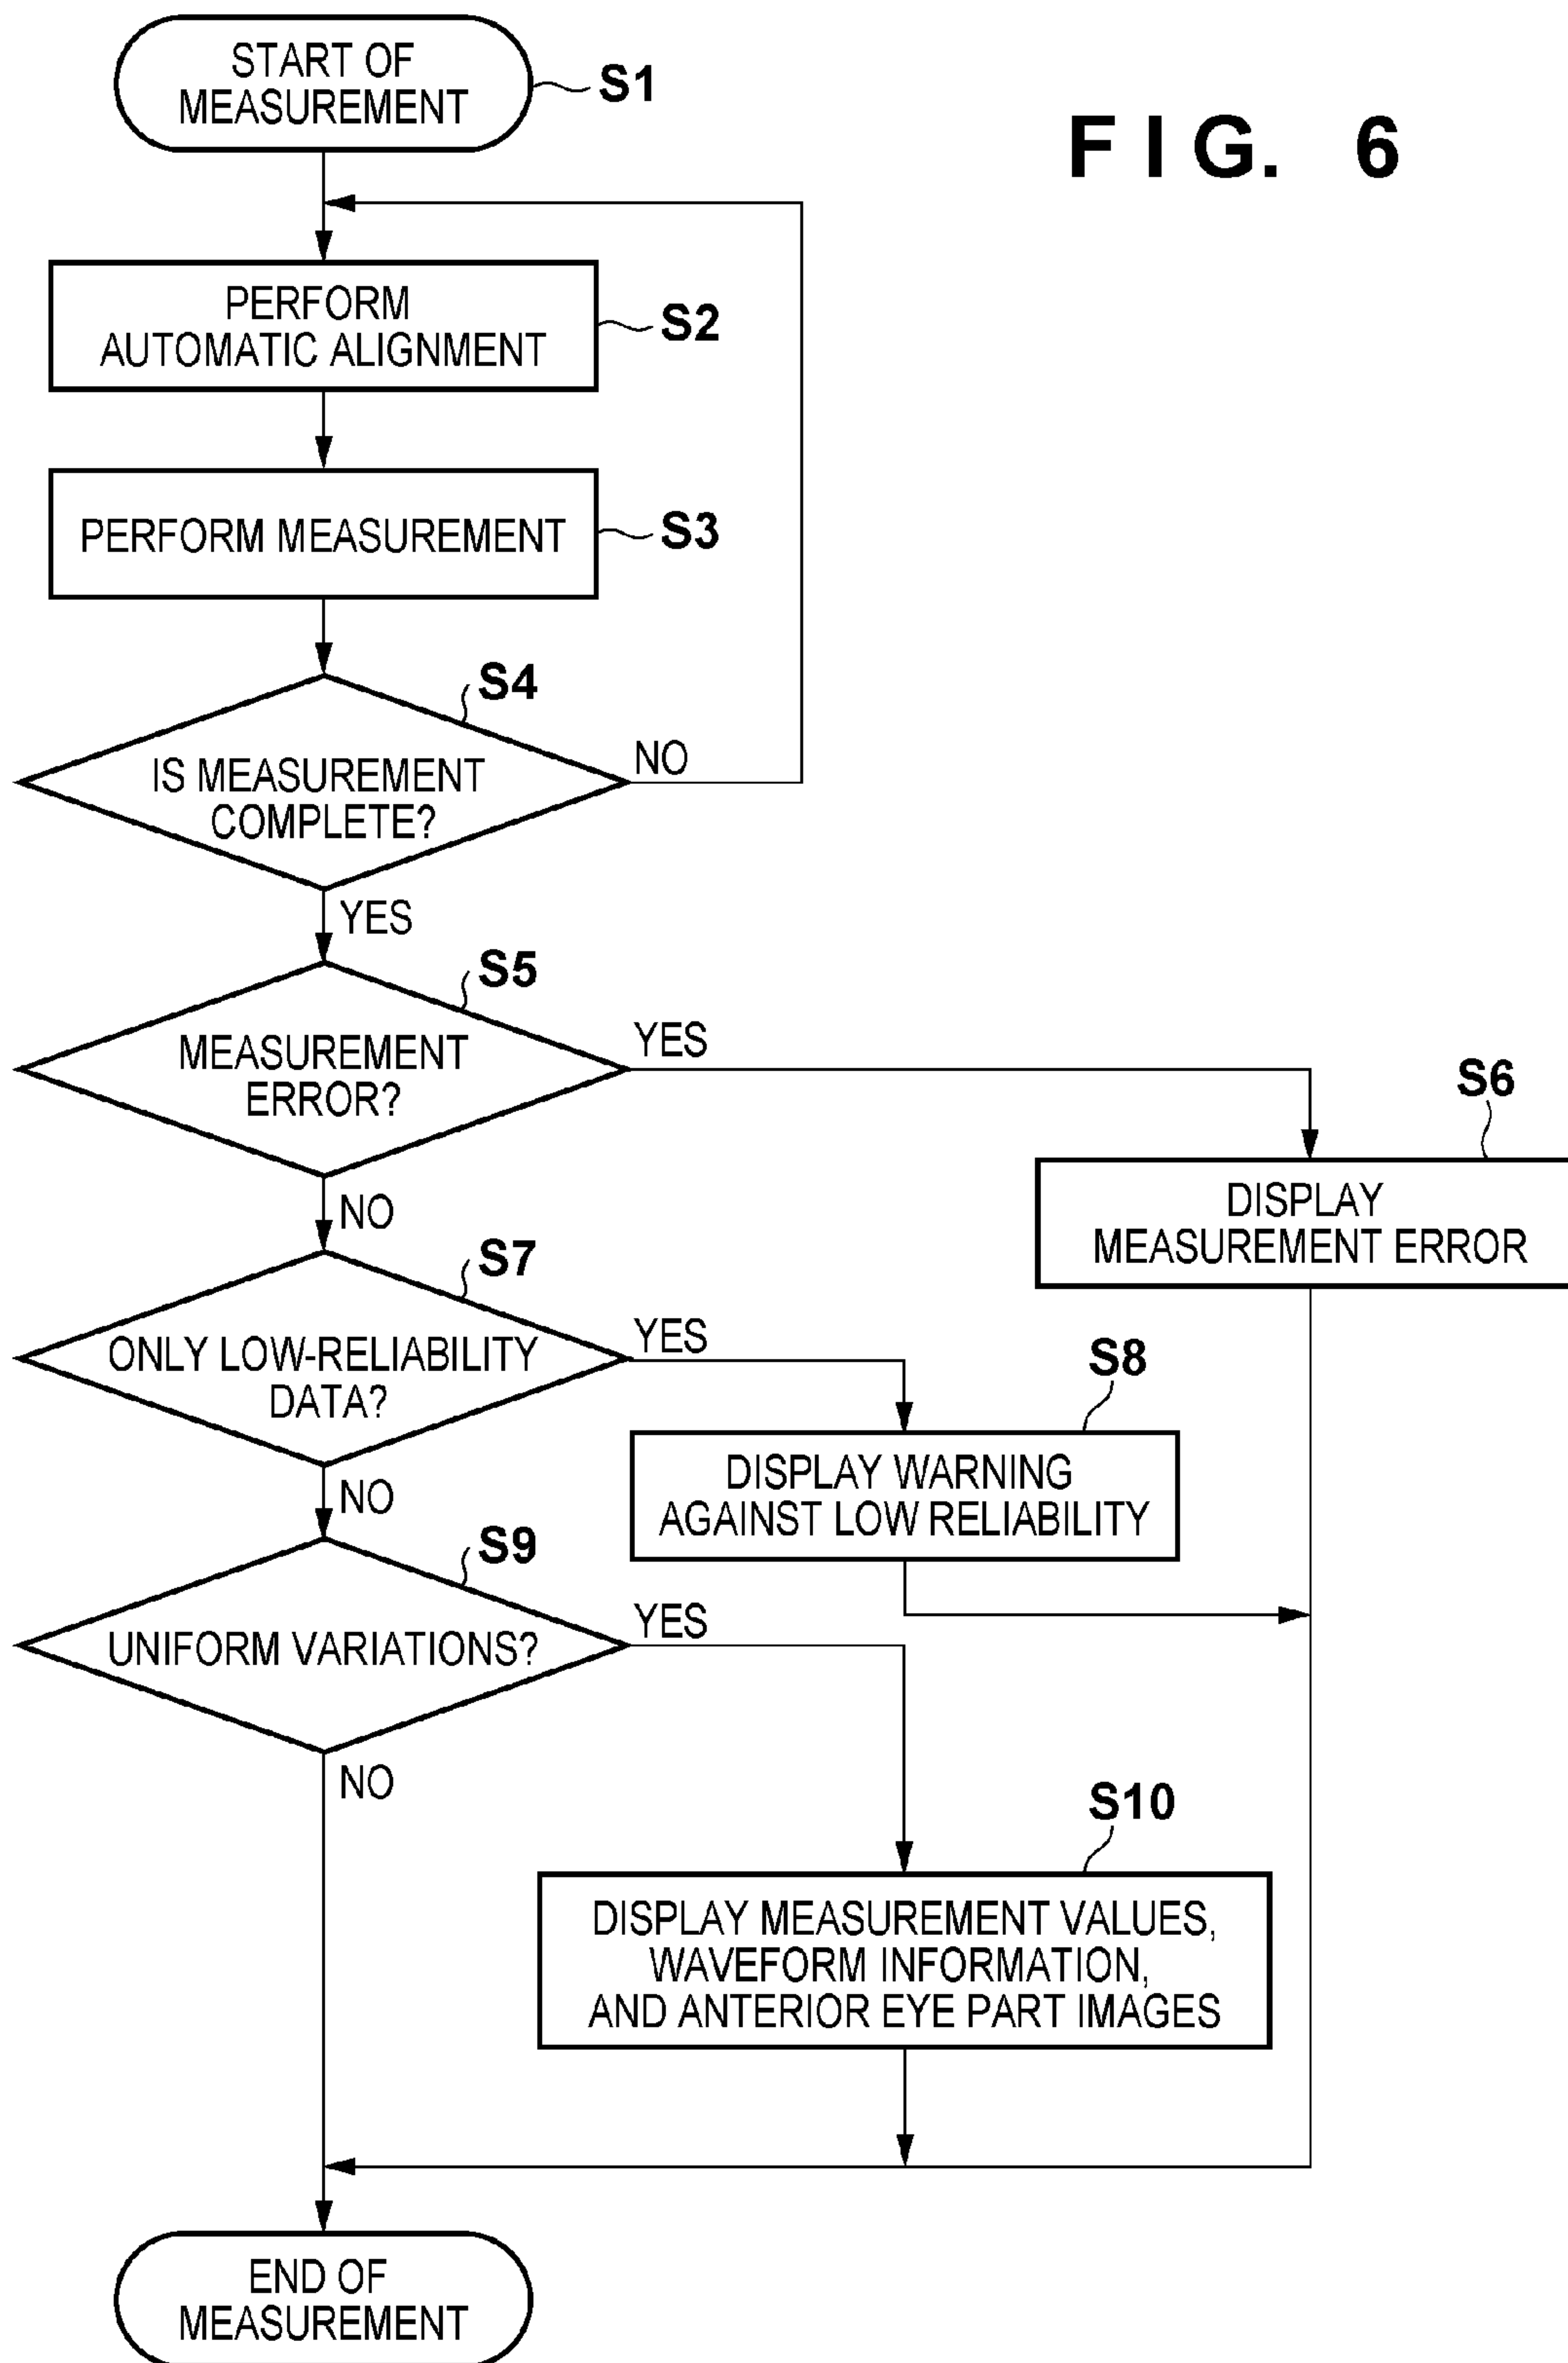 FIG. 6
START OF
MEASUREMENT
S1
PERFORM
AUTOMATIC ALIGNMENT
S2
PERFORM MEASUREMENT
S3
S4
IS MEASUREMENT
COMPLETE?
NO
YES
S5
MEASUREMENT
ERROR?
YES
NO
S6
DISPLAY
MEASUREMENT ERROR
S7
ONLY LOW-RELIABILITY
DATA?
YES
NO
S8
DISPLAY WARNING
AGAINST LOW RELIABILITY
S9
UNIFORM VARIATIONS?
YES
NO
S10
DISPLAY MEASUREMENT VALUES,
WAVEFORM INFORMATION,
AND ANTERIOR EYE PART IMAGES
END OF
MEASUREMENT